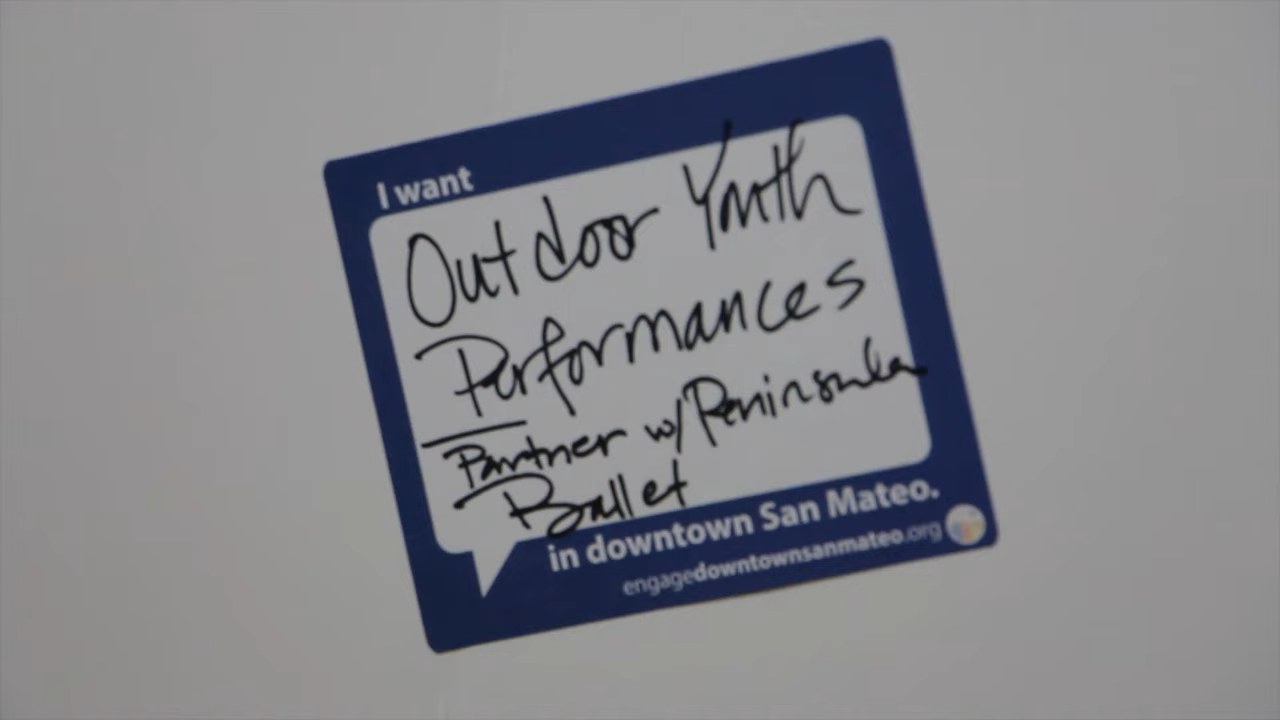 I want
Outdoor Youth
Performances
Partner w/ Peninsula
Ballet
in downtown San Mateo.
engagedowntownsanmateo.org